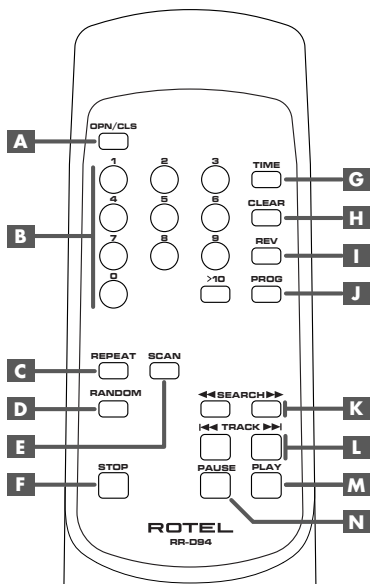 OPN/CLS
A
1 2 3 TIME
G
4 5 6 CLEAR
H
B
7 8 9 REV
I
0 >10 PROG
J
REPEAT SCAN
C
◀◀ SEARCH ▶▶
K
RANDOM
D
|◀◀ TRACK ▶▶|
E
L
STOP PAUSE PLAY
F
M
N
ROTEL
RR-D94